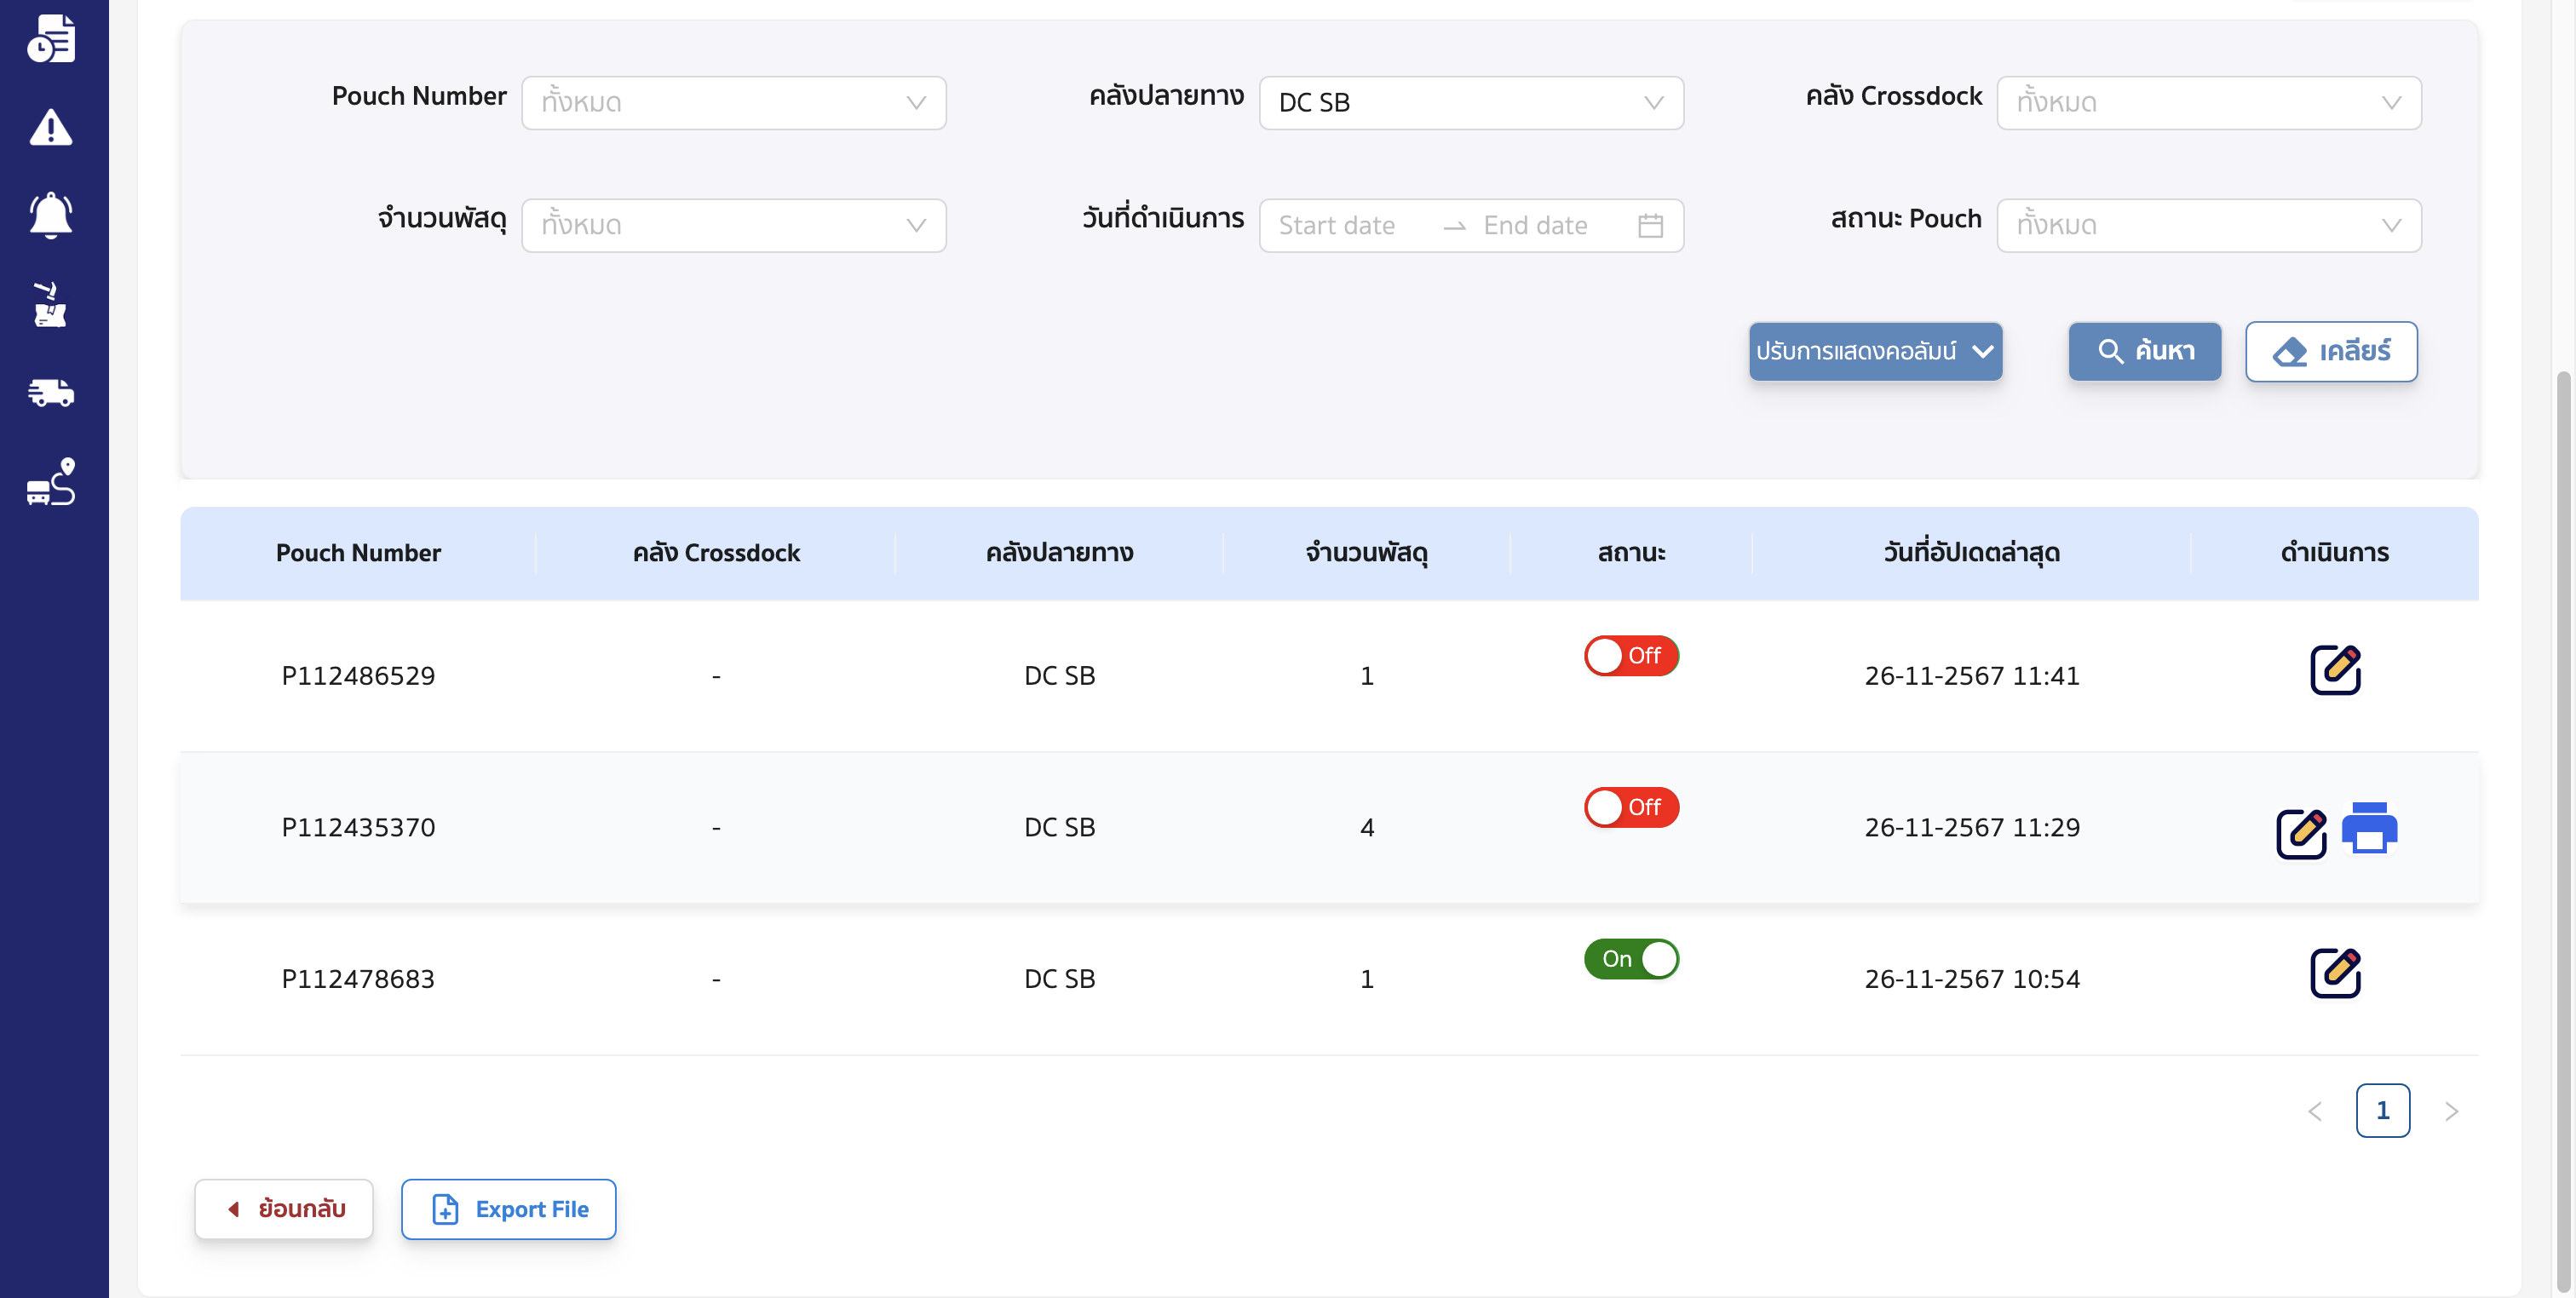 Pouch Number ทั้งหมด คลังปลายทาง DC SB คลัง Crossdock ทั้งหมด
จำนวนพัสดุ ทั้งหมด วันที่ดำเนินการ Start date End date สถานะ Pouch ทั้งหมด
ปรับการแสดงคอลัมน์ ค้นหา เคลียร์
Pouch Number คลัง Crossdock คลังปลายทาง จำนวนพัสดุ สถานะ วันที่อัปเดตล่าสุด ดำเนินการ
P112486529 - DC SB 1 Off 26-11-2567 11:41
P112435370 - DC SB 4 Off 26-11-2567 11:29
P112478683 - DC SB 1 On 26-11-2567 10:54
1
ย้อนกลับ Export File